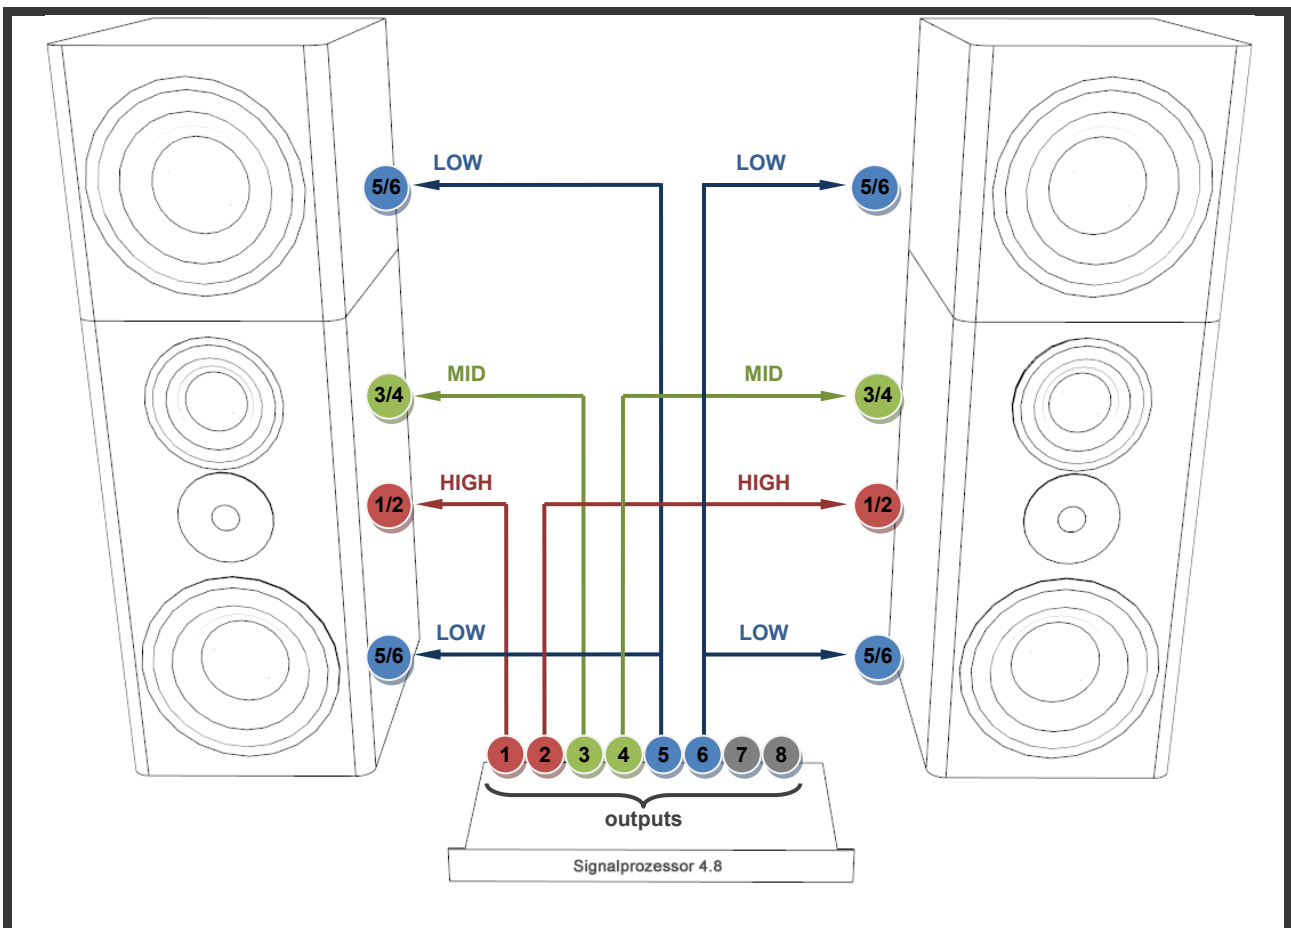 LOW LOW
5/6 5/6
MID MID
3/4 3/4
HIGH HIGH
1/2 1/2
LOW LOW
5/6 5/6
1 2 3 4 5 6 7 8
outputs
Signalprozessor 4.8